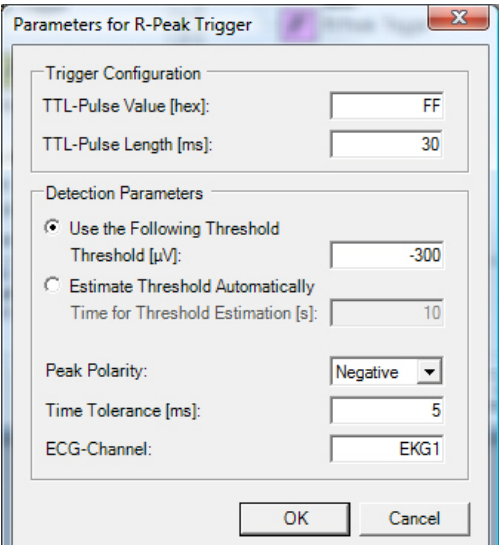 Parameters for R-Peak Trigger
Trigger Configuration
TTL-Pulse Value [hex]: FF
TTL-Pulse Length [ms]: 30
Detection Parameters
Use the Following Threshold
Threshold [µV]: -300
Estimate Threshold Automatically
Time for Threshold Estimation [s]: 10
Peak Polarity: Negative
Time Tolerance [ms]: 5
ECG-Channel: EKG1
OK Cancel